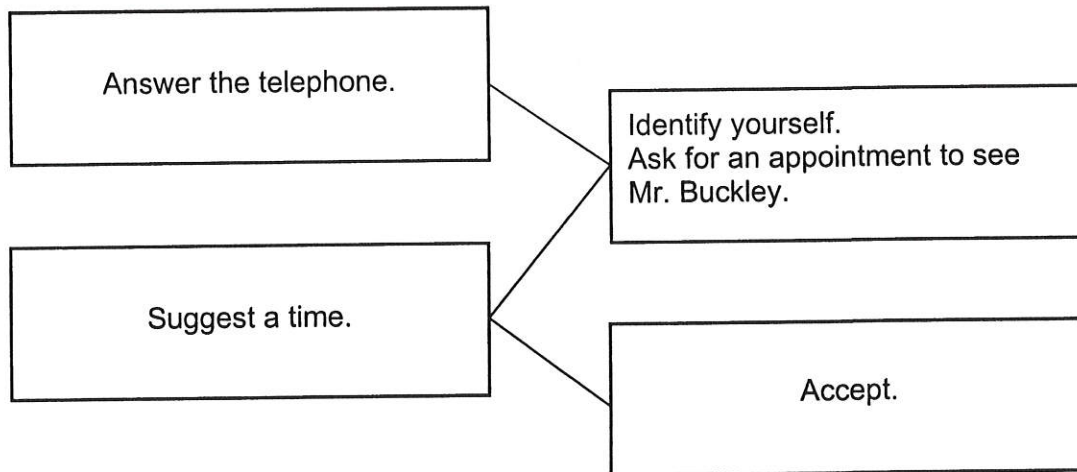 Answer the telephone.
Identify yourself.
Ask for an appointment to see
Mr. Buckley.
Suggest a time.
Accept.